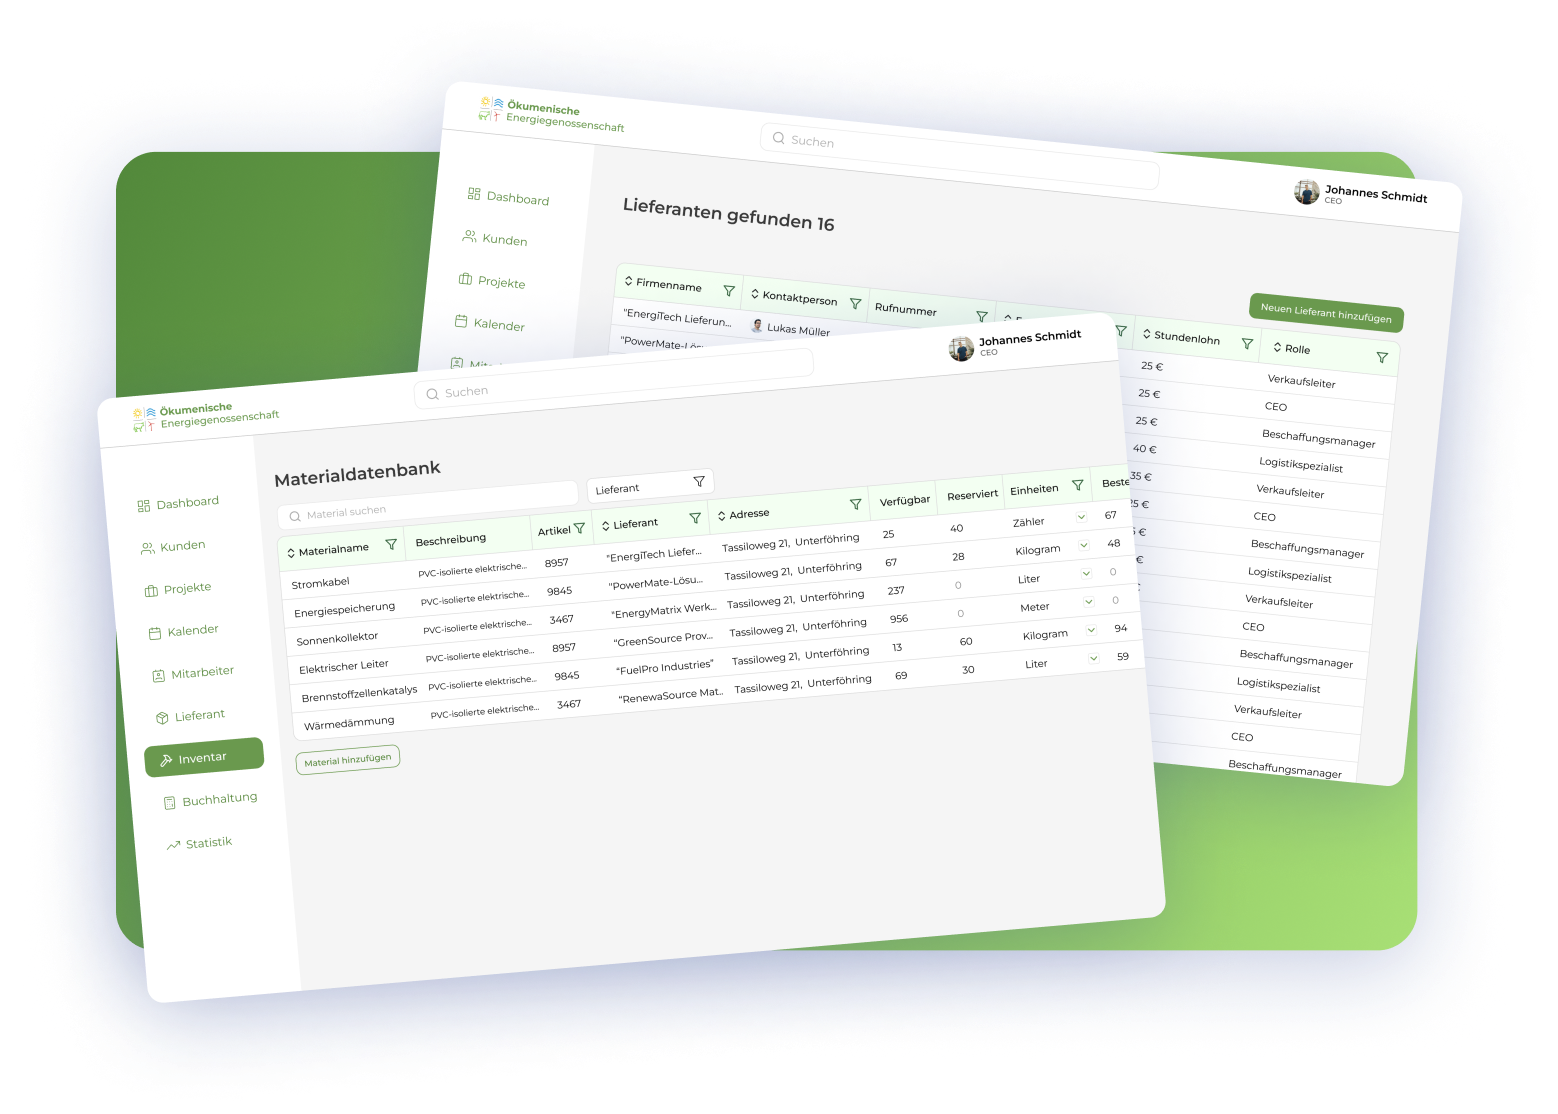 Ökumenische
Energiegenossenschaft
Suchen
Johannes Schmidt
CEO
Dashboard
Kunden
Projekte
Kalender
Lieferanten gefunden 16
Neuen Lieferant hinzufügen
Firmenname Kontaktperson Rufnummer Stundenlohn Rolle
"EnergiTech Lieferun... Lukas Müller 25 € Verkaufsleiter
25 € CEO
25 € Beschaffungsmanager
40 € Logistikspezialist
35 € Verkaufsleiter
CEO
Beschaffungsmanager
Logistikspezialist
Verkaufsleiter
CEO
Beschaffungsmanager
Logistikspezialist
Verkaufsleiter
CEO
Beschaffungsmanager
Ökumenische
Energiegenossenschaft
Suchen
Johannes Schmidt
CEO
Dashboard
Kunden
Projekte
Kalender
Mitarbeiter
Lieferant
Inventar
Buchhaltung
Statistik
Materialdatenbank
Material suchen
Lieferant
Materialname Beschreibung Artikel Lieferant Adresse Verfügbar Reserviert Einheiten Beste
Stromkabel PVC-isolierte elektrische... 8957 "EnergiTech Liefer... Tassiloweg 21, Unterföhring 25 40 Zähler 67
Energiespeicherung PVC-isolierte elektrische... 9845 "PowerMate-Lösu... Tassiloweg 21, Unterföhring 67 28 Kilogram 48
Sonnenkollektor PVC-isolierte elektrische... 3467 "EnergyMatrix Werk... Tassiloweg 21, Unterföhring 237 0 Liter 0
Elektrischer Leiter PVC-isolierte elektrische... 8957 "GreenSource Prov... Tassiloweg 21, Unterföhring 956 0 Meter 0
Brennstoffzellenkatalys PVC-isolierte elektrische... 9845 "FuelPro Industries" Tassiloweg 21, Unterföhring 13 60 Kilogram 94
Wärmedämmung PVC-isolierte elektrische... 3467 "RenewaSource Mat.. Tassiloweg 21, Unterföhring 69 30 Liter 59
Material hinzufügen